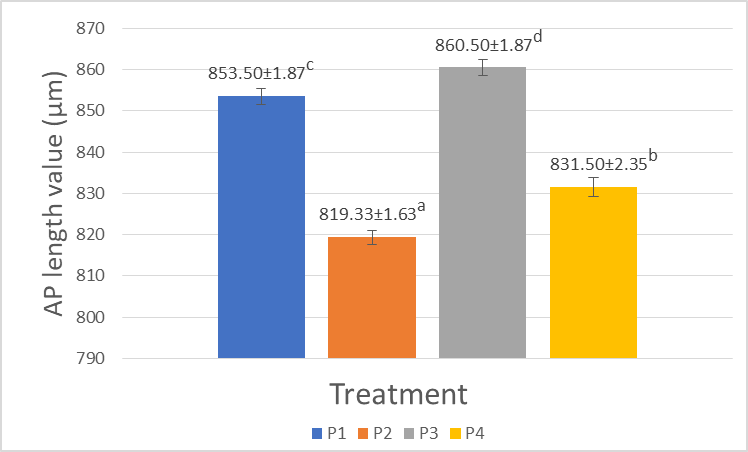 870
860
850
840
830
820
810
800
790
AP length value (µm)
853.50±1.87c
819.33±1.63a
860.50±1.87d
831.50±2.35b
Treatment
P1 P2 P3 P4